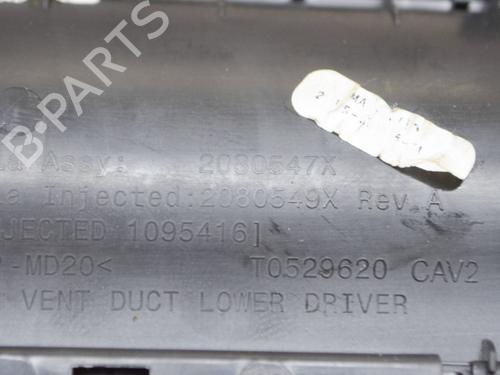 B-PARTS
Assy: 2080547X
a Injected:2080549X Rev.A
JECTED 1095416]
-MD20< T0529620 CAV2
VENT DUCT LOWER DRIVER